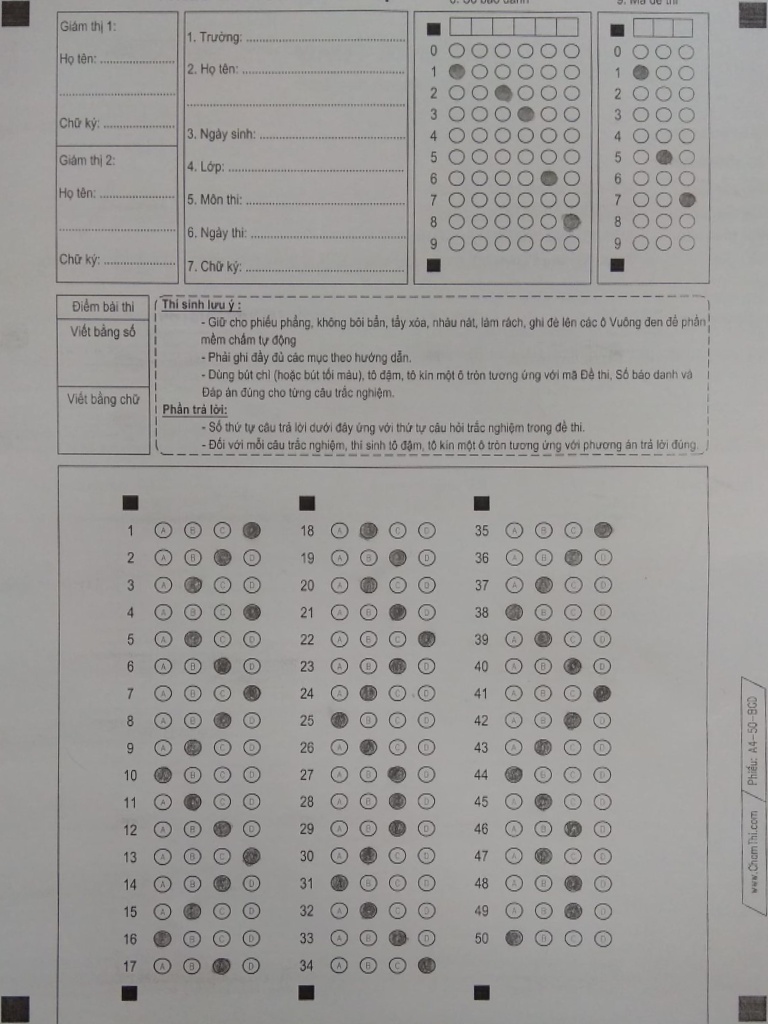 Giám thị 1:
Họ tên: ......................
......................................
Chữ ký: ......................
Giám thị 2:
Họ tên: ......................
......................................
Chữ ký: ......................
1. Trường: ......................
2. Họ tên: ......................
......................................
3. Ngày sinh: ......................
4. Lớp: ......................
5. Môn thi: ......................
6. Ngày thi: ......................
7. Chữ ký: ......................
8. Số báo danh
0
1
2
3
4
5
6
7
8
9
9. Mã đề thi
0
1
2
3
4
5
6
7
8
9
Điểm bài thi
Viết bằng số
Viết bằng chữ
Thí sinh lưu ý :
- Giữ cho phiếu phẳng, không bôi bẩn, tẩy xóa, nhàu nát, làm rách, ghi đè lên các ô Vuông đen để phần
mềm chấm tự động
- Phải ghi đầy đủ các mục theo hướng dẫn.
- Dùng bút chì (hoặc bút tối màu), tô đậm, tô kín một ô tròn tương ứng với mã Đề thi, Số báo danh và
Đáp án đúng cho từng câu trắc nghiệm.
Phần trả lời:
- Số thứ tự câu trả lời dưới đây ứng với thứ tự câu hỏi trắc nghiệm trong đề thi.
- Đối với mỗi câu trắc nghiệm, thí sinh tô đậm, tô kín một ô tròn tương ứng với phương án trả lời đúng.
1 A B C
2 A B D
3 A C D
4 A B C
5 A C D
6 A B D
7 A B C
8 A B D
9 A C D
10 B C D
11 A C D
12 A B D
13 A B C
14 A B D
15 A C D
16 B C D
17 A B D
18 A C D
19 A B D
20 A C D
21 A B D
22 A B C
23 A B D
24 A C D
25 B C D
26 A C D
27 A B D
28 A B D
29 A B D
30 A C D
31 B C D
32 A C D
33 A B D
34 A B C
35 A B C
36 A B D
37 A C D
38 B C D
39 A C D
40 A B D
41 A B C
42 A B D
43 A C D
44 B C D
45 A C D
46 A B D
47 A C D
48 A B D
49 A B D
50 B C D
www.ChamThi.com
Phiếu: A4-50-BGD